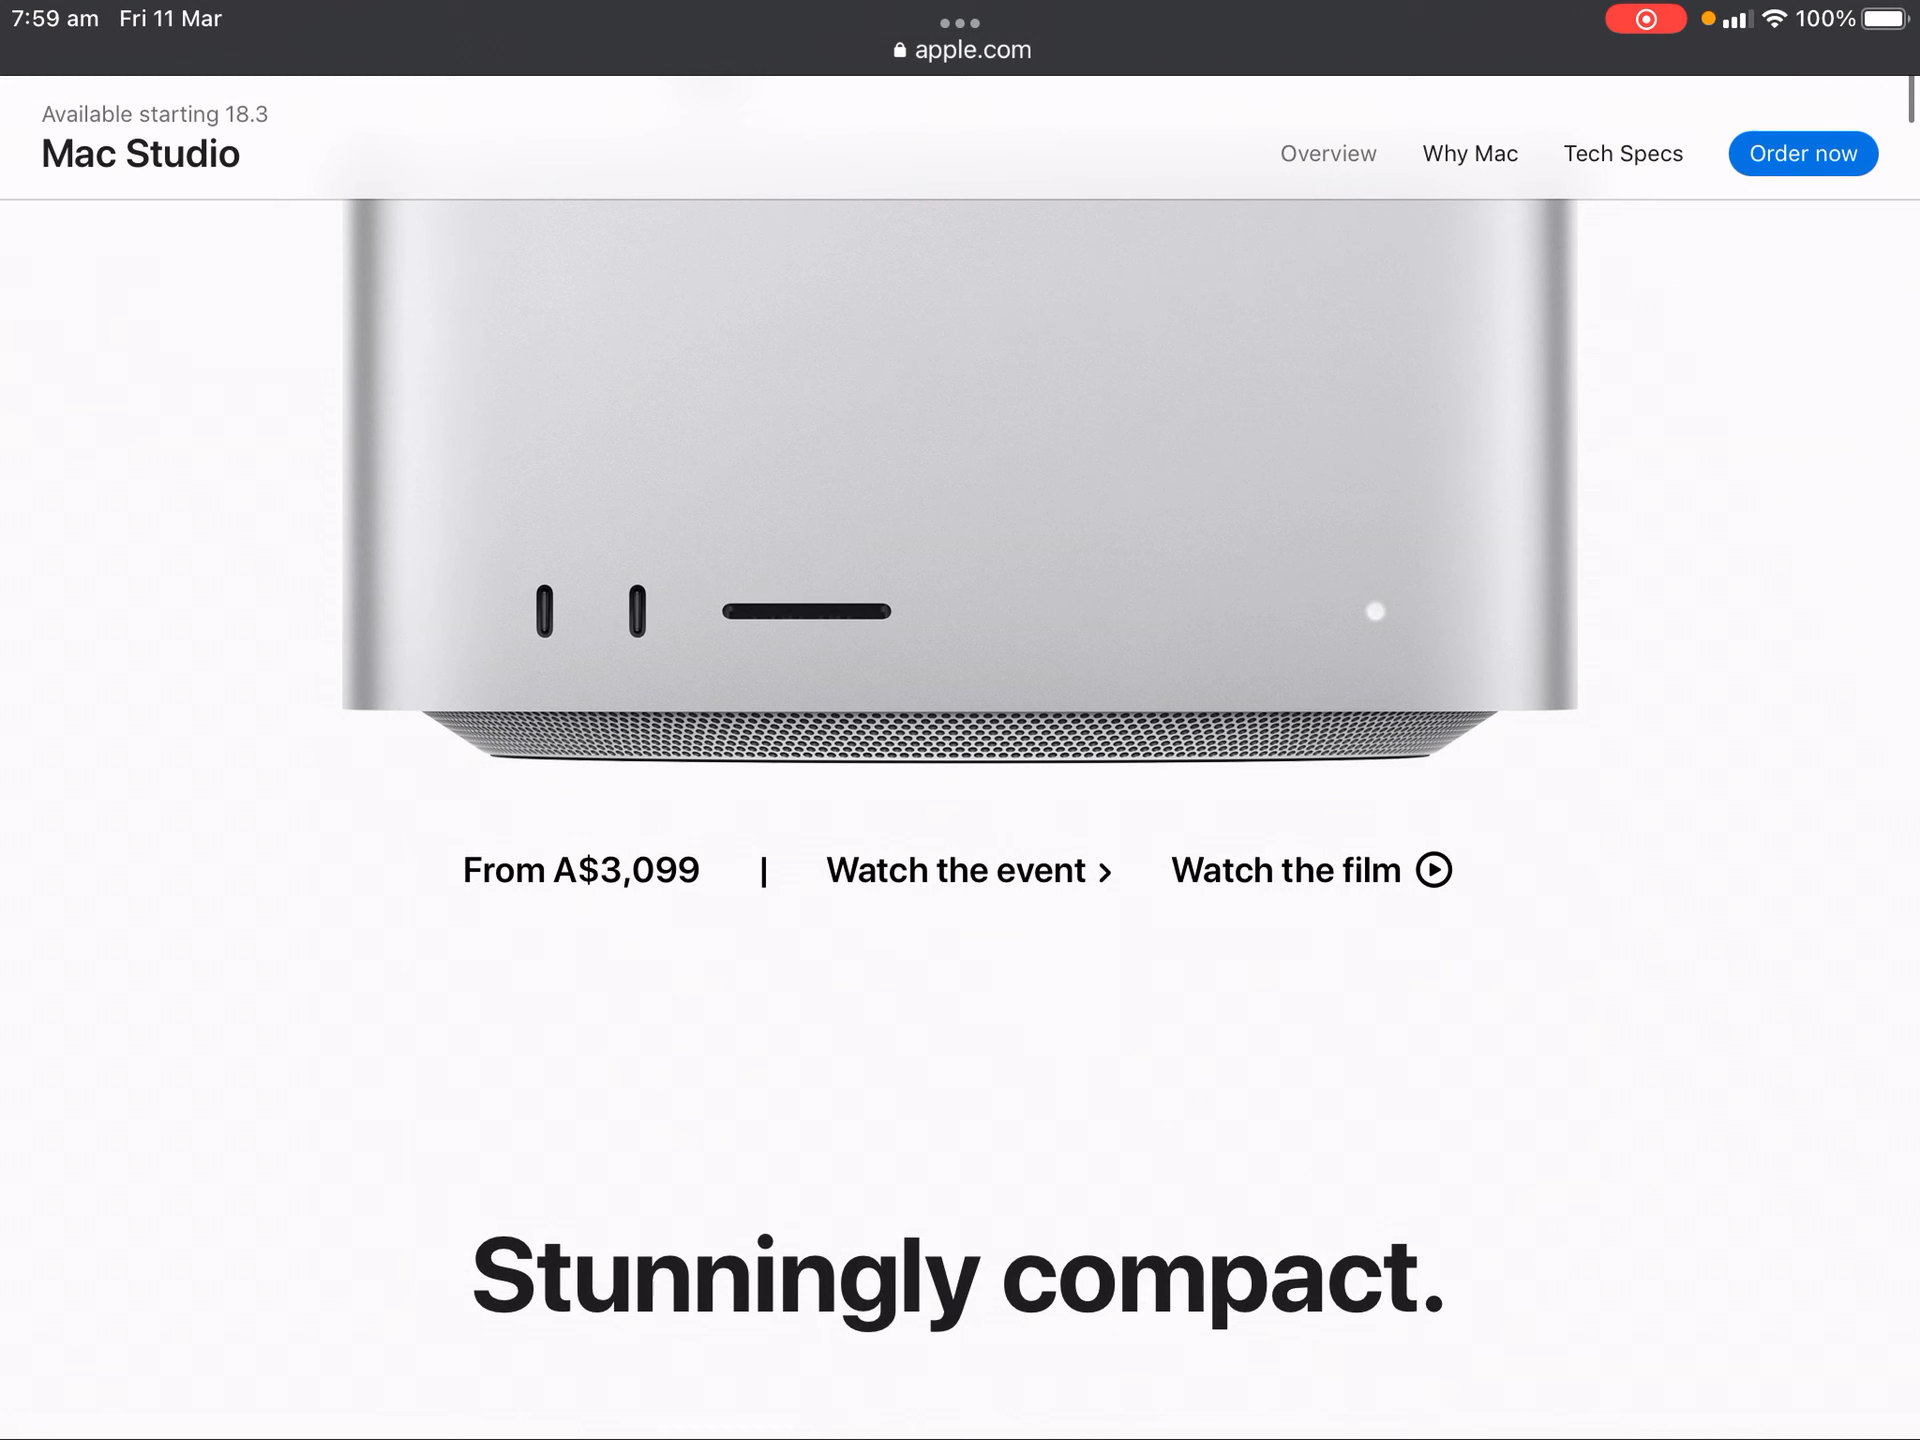 7:59 am Fri 11 Mar
100%
apple.com
Available starting 18.3
Mac Studio
Overview Why Mac Tech Specs Order now
From A$3,099 | Watch the event › Watch the film
Stunningly compact.